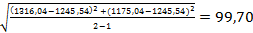 √((1316,04−1245,54)² +(1175,04−1245,54)² / 2−1) = 99,70